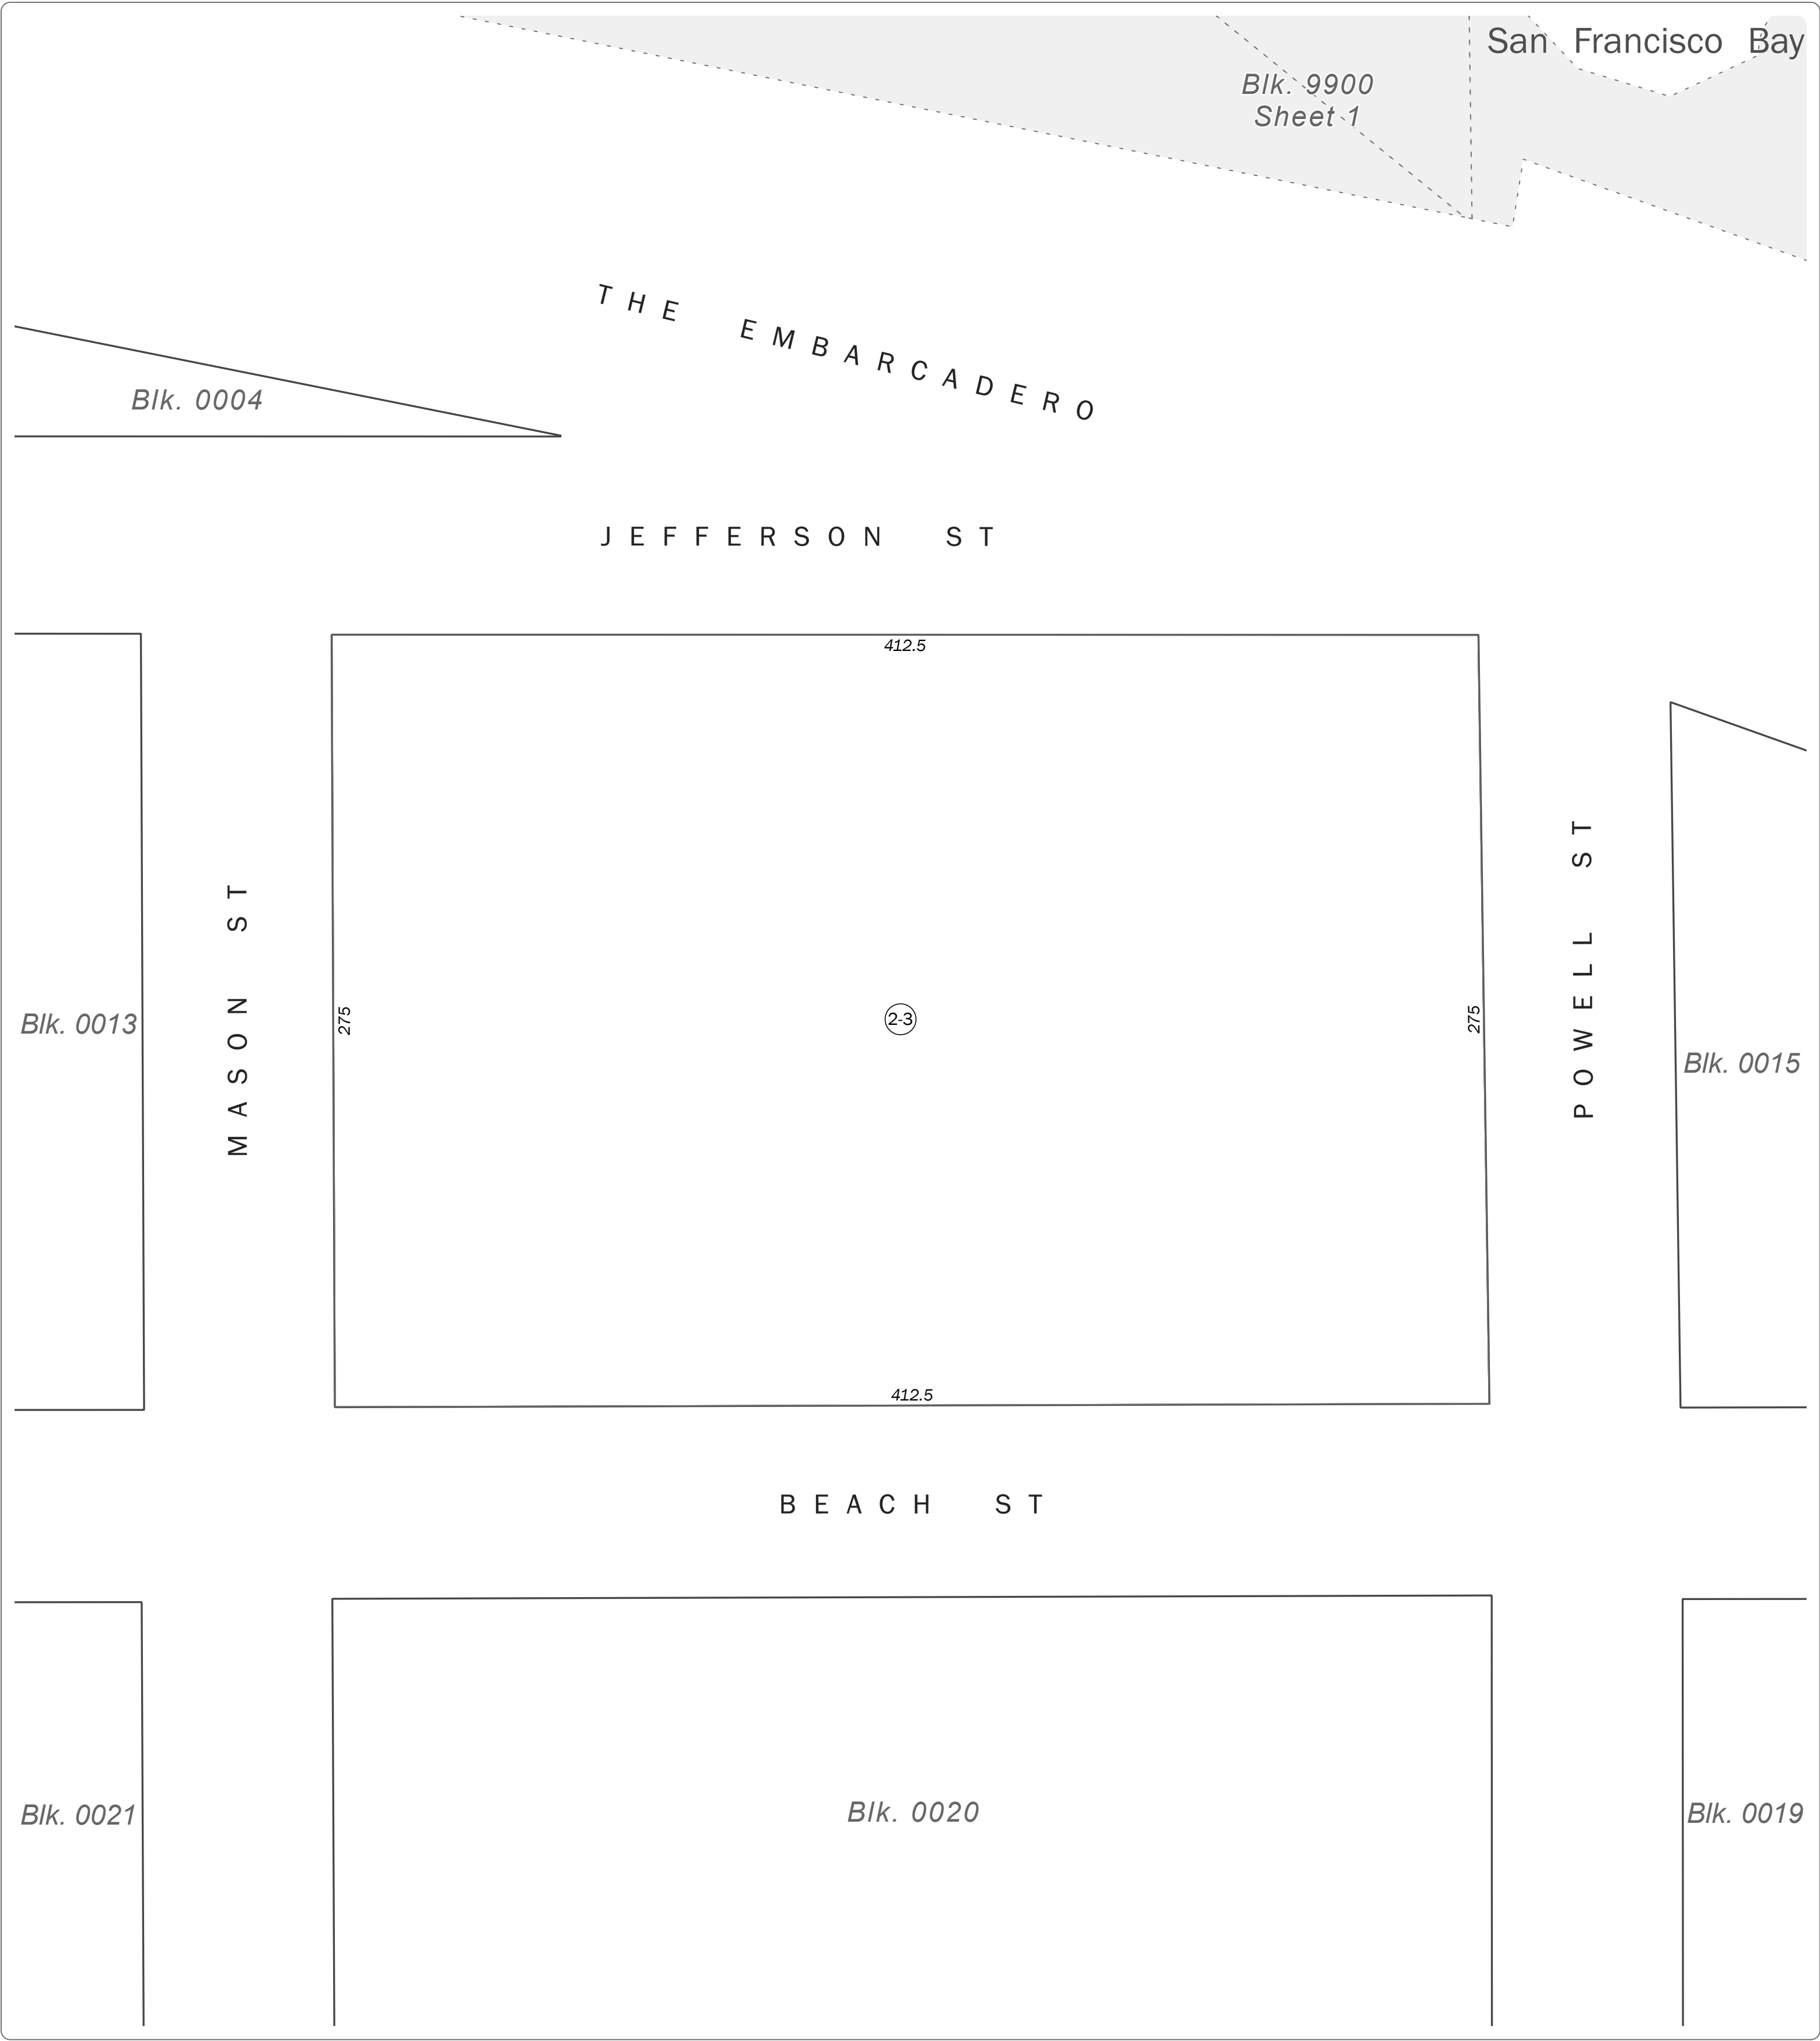 San Francisco Bay
Blk. 9900
Sheet 1
THE EMBARCADERO
Blk. 0004
JEFFERSON ST
412.5
MASON ST
POWELL ST
Blk. 0013
275
2-3
275
Blk. 0015
412.5
BEACH ST
Blk. 0021
Blk. 0020
Blk. 0019